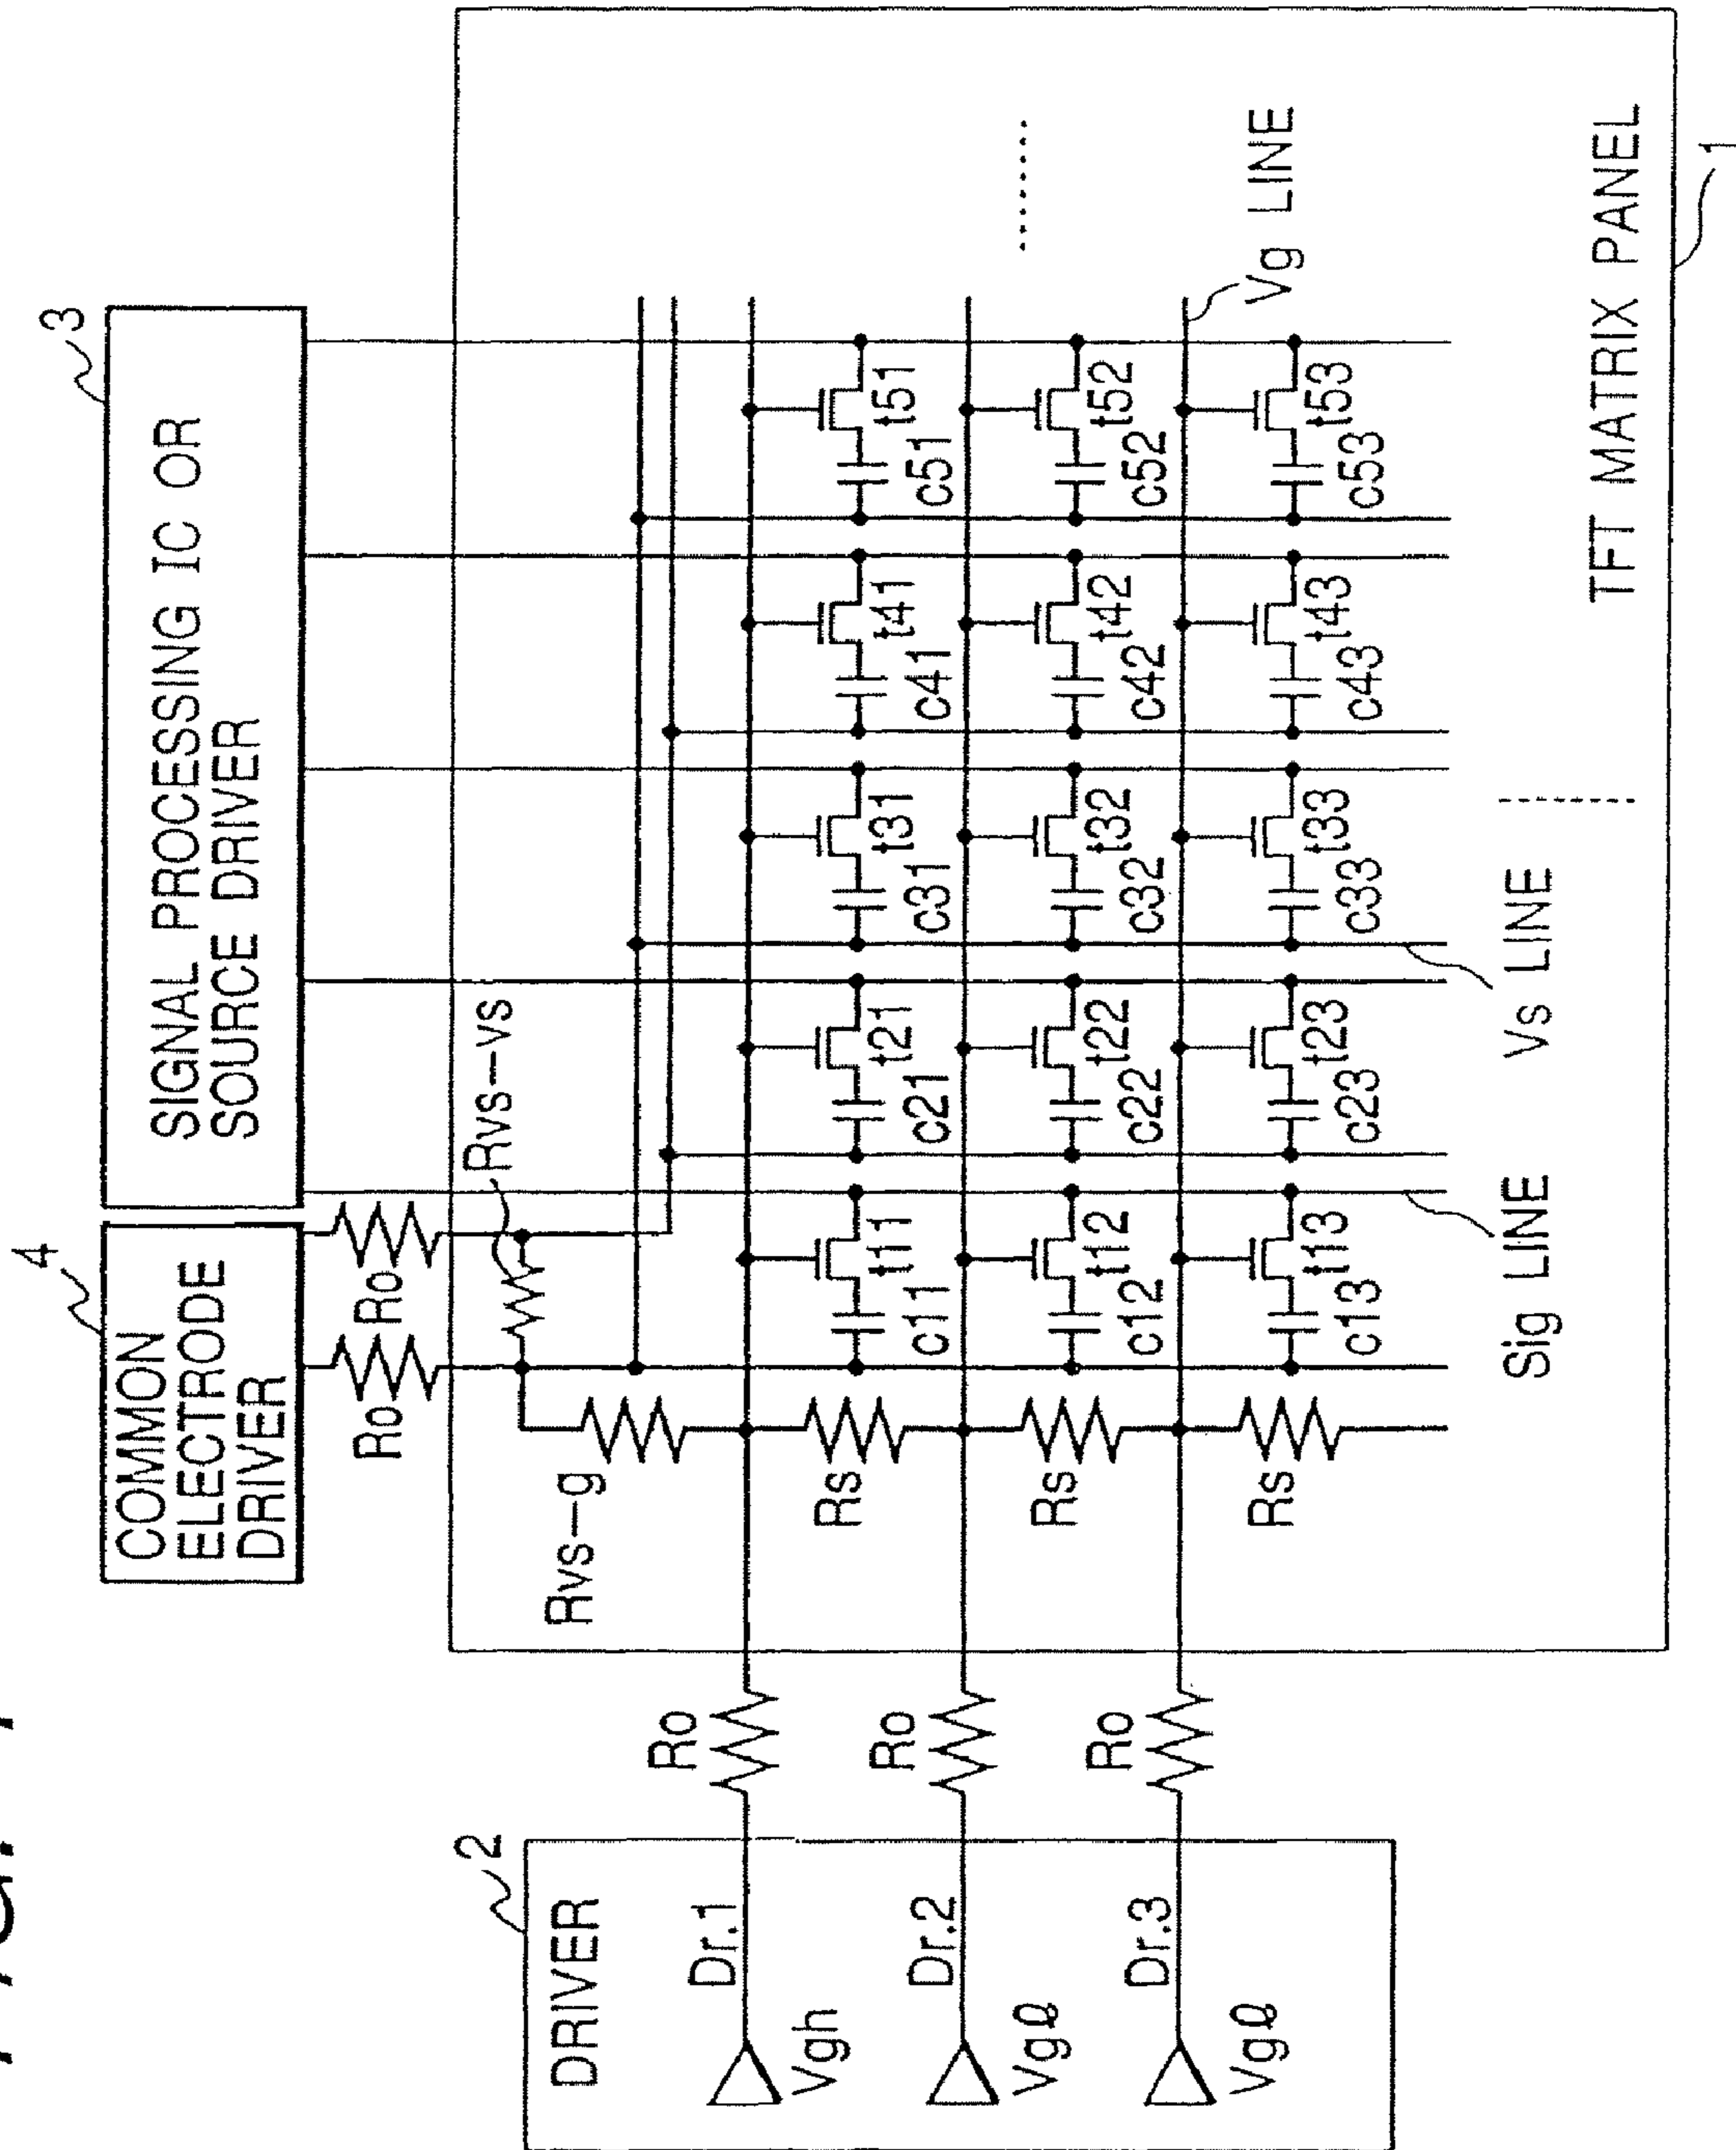 4
3
COMMON
ELECTRODE
DRIVER
SIGNAL PROCESSING IC OR
SOURCE DRIVER
Ro
Ro
Rvs-vs
2
DRIVER
Rvs-g
Ro
Dr.1
Vgh
Rs
t11
c11
t21
c21
t31
c31
t41
c41
t51
c51
Ro
Dr.2
Vgℓ
Rs
t12
c12
t22
c22
t32
c32
t42
c42
t52
c52
Ro
Dr.3
Vgℓ
Rs
t13
c13
t23
c23
t33
c33
t43
c43
t53
c53
Vg LINE
Sig LINE
Vs LINE
TFT MATRIX PANEL
1